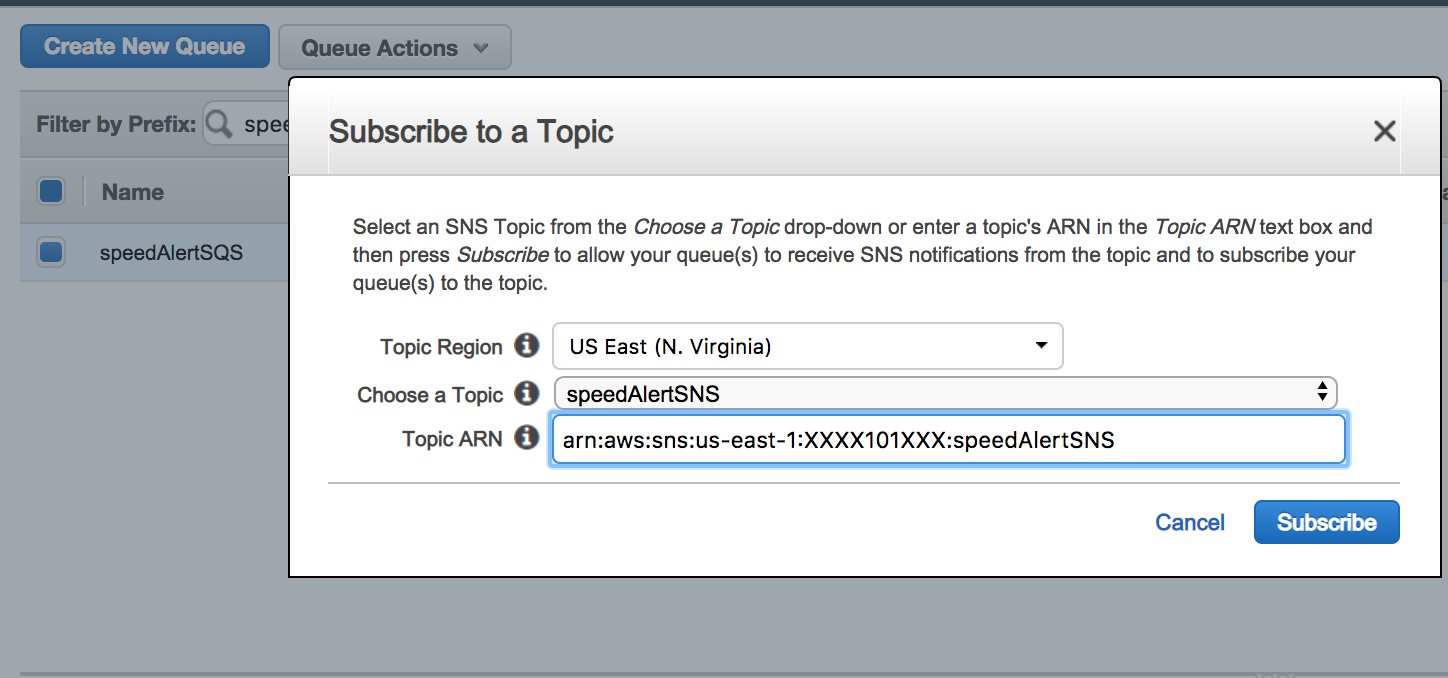 Create New Queue
Queue Actions
Filter by Prefix: spee
Name
speedAlertSQS
Subscribe to a Topic
Select an SNS Topic from the Choose a Topic drop-down or enter a topic's ARN in the Topic ARN text box and
then press Subscribe to allow your queue(s) to receive SNS notifications from the topic and to subscribe your
queue(s) to the topic.
Topic Region US East (N. Virginia)
Choose a Topic speedAlertSNS
Topic ARN arn:aws:sns:us-east-1:XXXX101XXX:speedAlertSNS
Cancel Subscribe